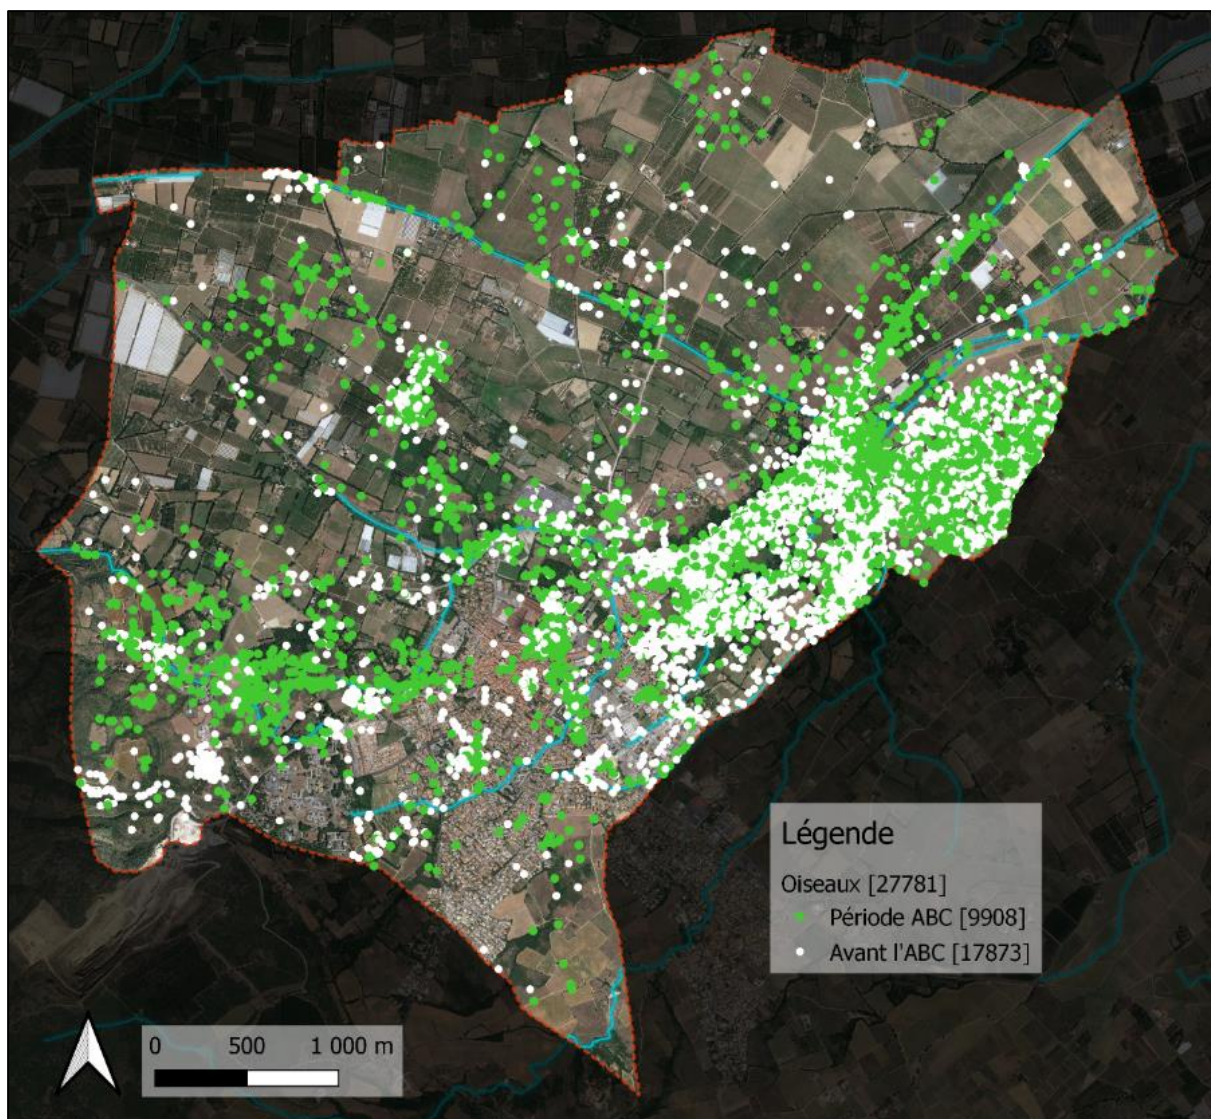 Légende
Oiseaux [27781]
Période ABC [9908]
Avant l'ABC [17873]
0 500 1 000 m